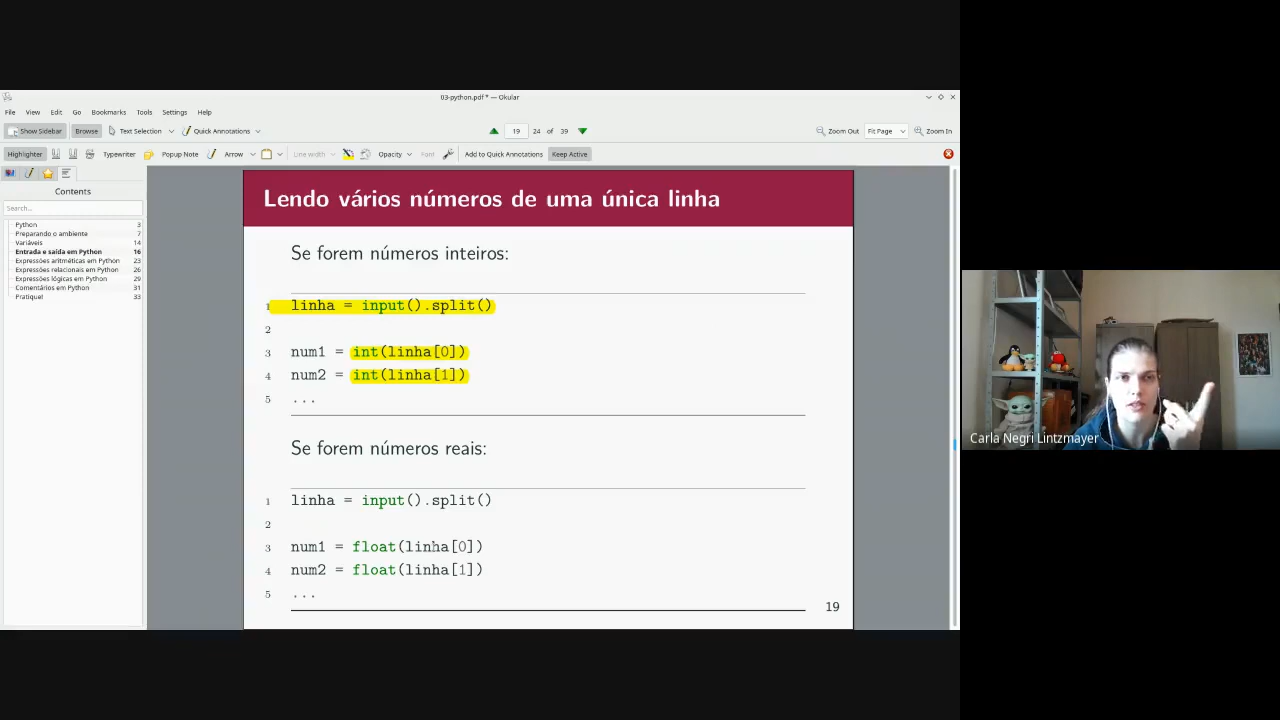 03-python.pdf * — Okular
File View Edit Go Bookmarks Tools Settings Help
Show Sidebar Browse Text Selection Quick Annotations 19 24 of 39 Zoom Out Fit Page Zoom In
Highlighter Typewriter Popup Note Arrow Line width Opacity Font Add to Quick Annotations Keep Active
Contents
Search...
Python 3
Preparando o ambiente 7
Variáveis 14
Entrada e saída em Python 16
Expressões aritméticas em Python 23
Expressões relacionais em Python 26
Expressões lógicas em Python 29
Comentários em Python 31
Pratique! 33
Lendo vários números de uma única linha
Se forem números inteiros:
1 linha = input().split()
2
3 num1 = int(linha[0])
4 num2 = int(linha[1])
5 ...
Se forem números reais:
1 linha = input().split()
2
3 num1 = float(linha[0])
4 num2 = float(linha[1])
5 ...
19
Carla Negri Lintzmayer